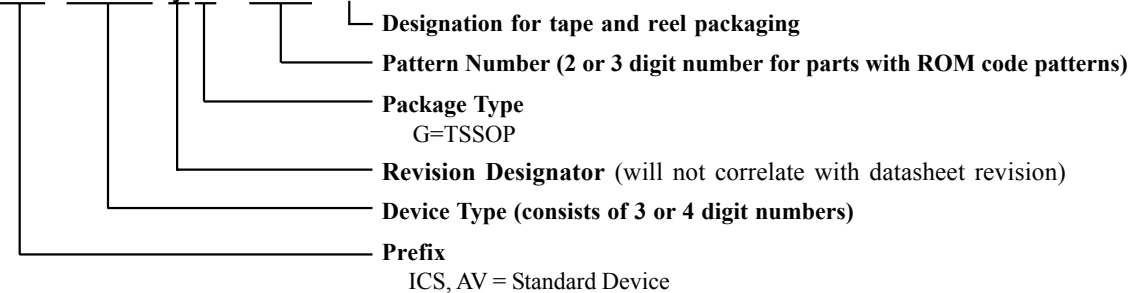 Designation for tape and reel packaging
Pattern Number (2 or 3 digit number for parts with ROM code patterns)
Package Type
G=TSSOP
Revision Designator (will not correlate with datasheet revision)
Device Type (consists of 3 or 4 digit numbers)
Prefix
ICS, AV = Standard Device